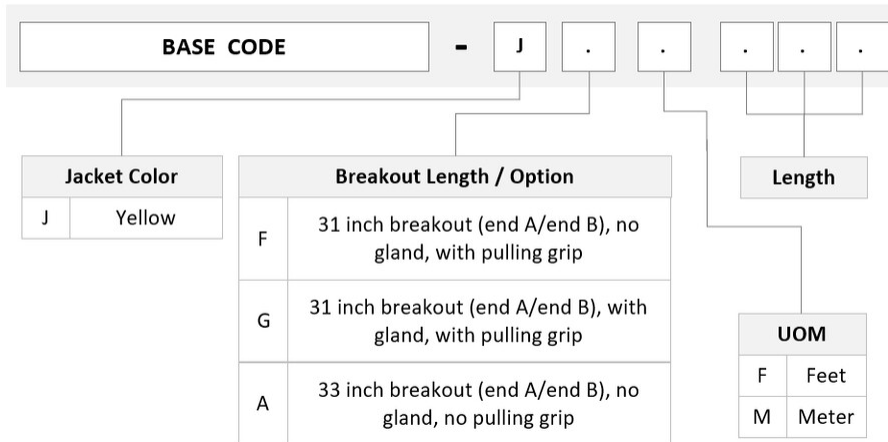 BASE CODE - J . . . . .
Jacket Color
J Yellow
Breakout Length / Option
F 31 inch breakout (end A/end B), no
gland, with pulling grip
G 31 inch breakout (end A/end B), with
gland, with pulling grip
A 33 inch breakout (end A/end B), no
gland, no pulling grip
Length
UOM
F Feet
M Meter